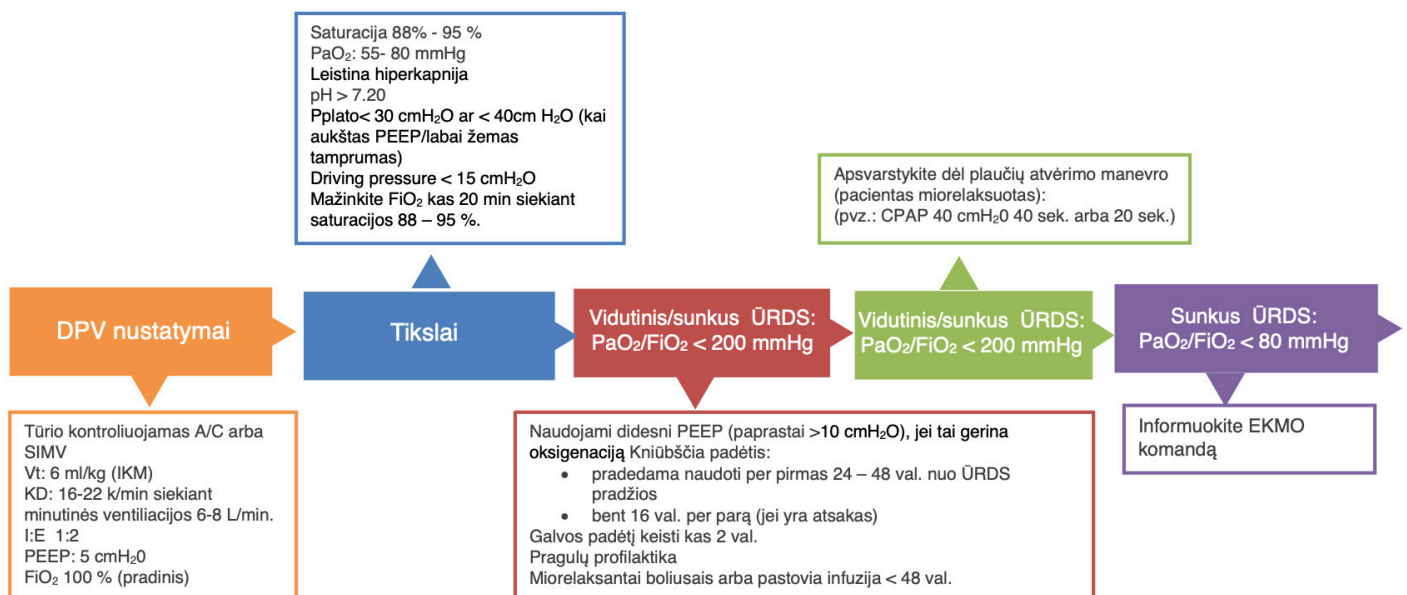 Saturacija 88% - 95 %
PaO₂: 55- 80 mmHg
Leistina hiperkapnija
pH > 7.20
Pplato< 30 cmH₂O ar < 40cm H₂O (kai
aukštas PEEP/labai žemas
tamprumas)
Driving pressure < 15 cmH₂O
Mažinkite FiO₂ kas 20 min siekiant
saturacijos 88 – 95 %.
Apsvarstykite dėl plaučių atvėrimo manevro
(pacientas miorelaksuotas):
(pvz.: CPAP 40 cmH₂0 40 sek. arba 20 sek.)
DPV nustatymai
Tikslai
Vidutinis/sunkus ŪRDS:
PaO₂/FiO₂ < 200 mmHg
Vidutinis/sunkus ŪRDS:
PaO₂/FiO₂ < 200 mmHg
Sunkus ŪRDS:
PaO₂/FiO₂ < 80 mmHg
Tūrio kontroliuojamas A/C arba
SIMV
Vt: 6 ml/kg (IKM)
KD: 16-22 k/min siekiant
minutinės ventiliacijos 6-8 L/min.
I:E 1:2
PEEP: 5 cmH₂0
FiO₂ 100 % (pradinis)
Naudojami didesni PEEP (paprastai >10 cmH₂O), jei tai gerina
oksigenaciją Kniūbščia padėtis:
• pradedama naudoti per pirmas 24 – 48 val. nuo ŪRDS
pradžios
• bent 16 val. per parą (jei yra atsakas)
Galvos padėtį keisti kas 2 val.
Pragulų profilaktika
Miorelaksantai boliusais arba pastovia infuzija < 48 val.
Informuokite EKMO
komandą